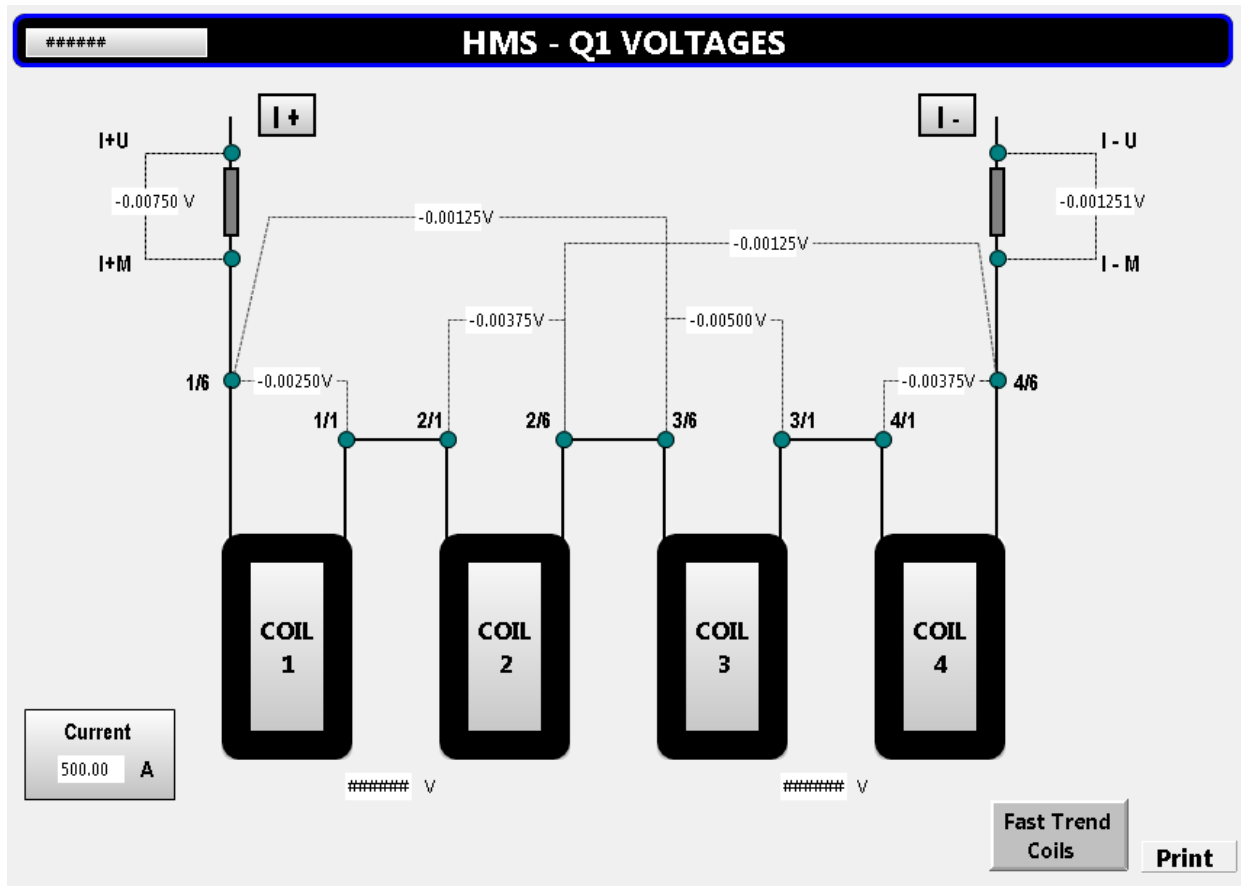 ######
HMS - Q1 VOLTAGES
I +
I -
I+U
I - U
-0.00750 V
-0.001251V
-0.00125V
-0.00125V
I+M
I - M
-0.00375V
-0.00500 V
1/6
-0.00250V
-0.00375V
4/6
1/1
2/1
2/6
3/6
3/1
4/1
COIL
1
COIL
2
COIL
3
COIL
4
Current
500.00 A
###### V
###### V
Fast Trend
Coils
Print